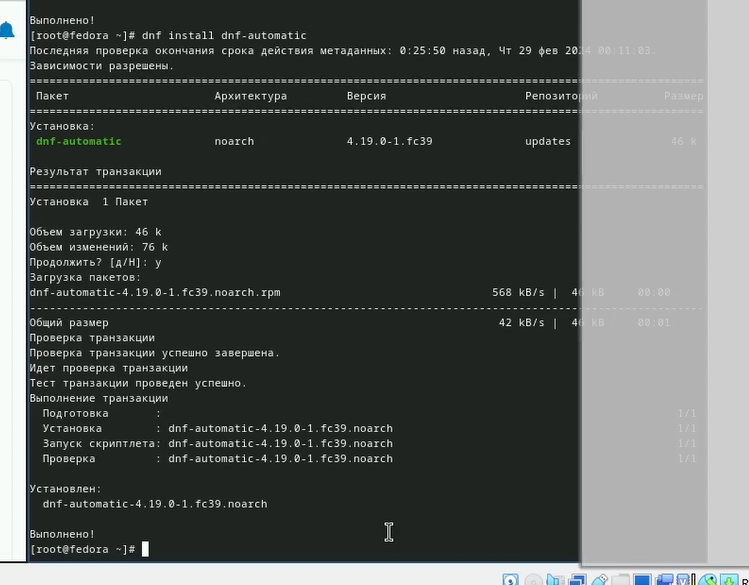 Выполнено!
[root@fedora ~]# dnf install dnf-automatic
Последняя проверка окончания срока действия метаданных: 0:25:50 назад, Чт 29 фев 2024 00:11:03.
Зависимости разрешены.
================================================================================
Пакет Архитектура Версия Репозиторий Размер
================================================================================
Установка:
dnf-automatic noarch 4.19.0-1.fc39 updates 46 k
Результат транзакции
================================================================================
Установка  1 Пакет
Объем загрузки: 46 k
Объем изменений: 76 k
Продолжить? [д/Н]: y
Загрузка пакетов:
dnf-automatic-4.19.0-1.fc39.noarch.rpm 568 kB/s | 46 kB 00:00
--------------------------------------------------------------------------------
Общий размер 42 kB/s | 46 kB 00:01
Проверка транзакции
Проверка транзакции успешно завершена.
Идет проверка транзакции
Тест транзакции проведен успешно.
Выполнение транзакции
Подготовка : 1/1
Установка : dnf-automatic-4.19.0-1.fc39.noarch 1/1
Запуск скриптлета: dnf-automatic-4.19.0-1.fc39.noarch 1/1
Проверка : dnf-automatic-4.19.0-1.fc39.noarch 1/1
Установлен:
dnf-automatic-4.19.0-1.fc39.noarch
Выполнено!
[root@fedora ~]#